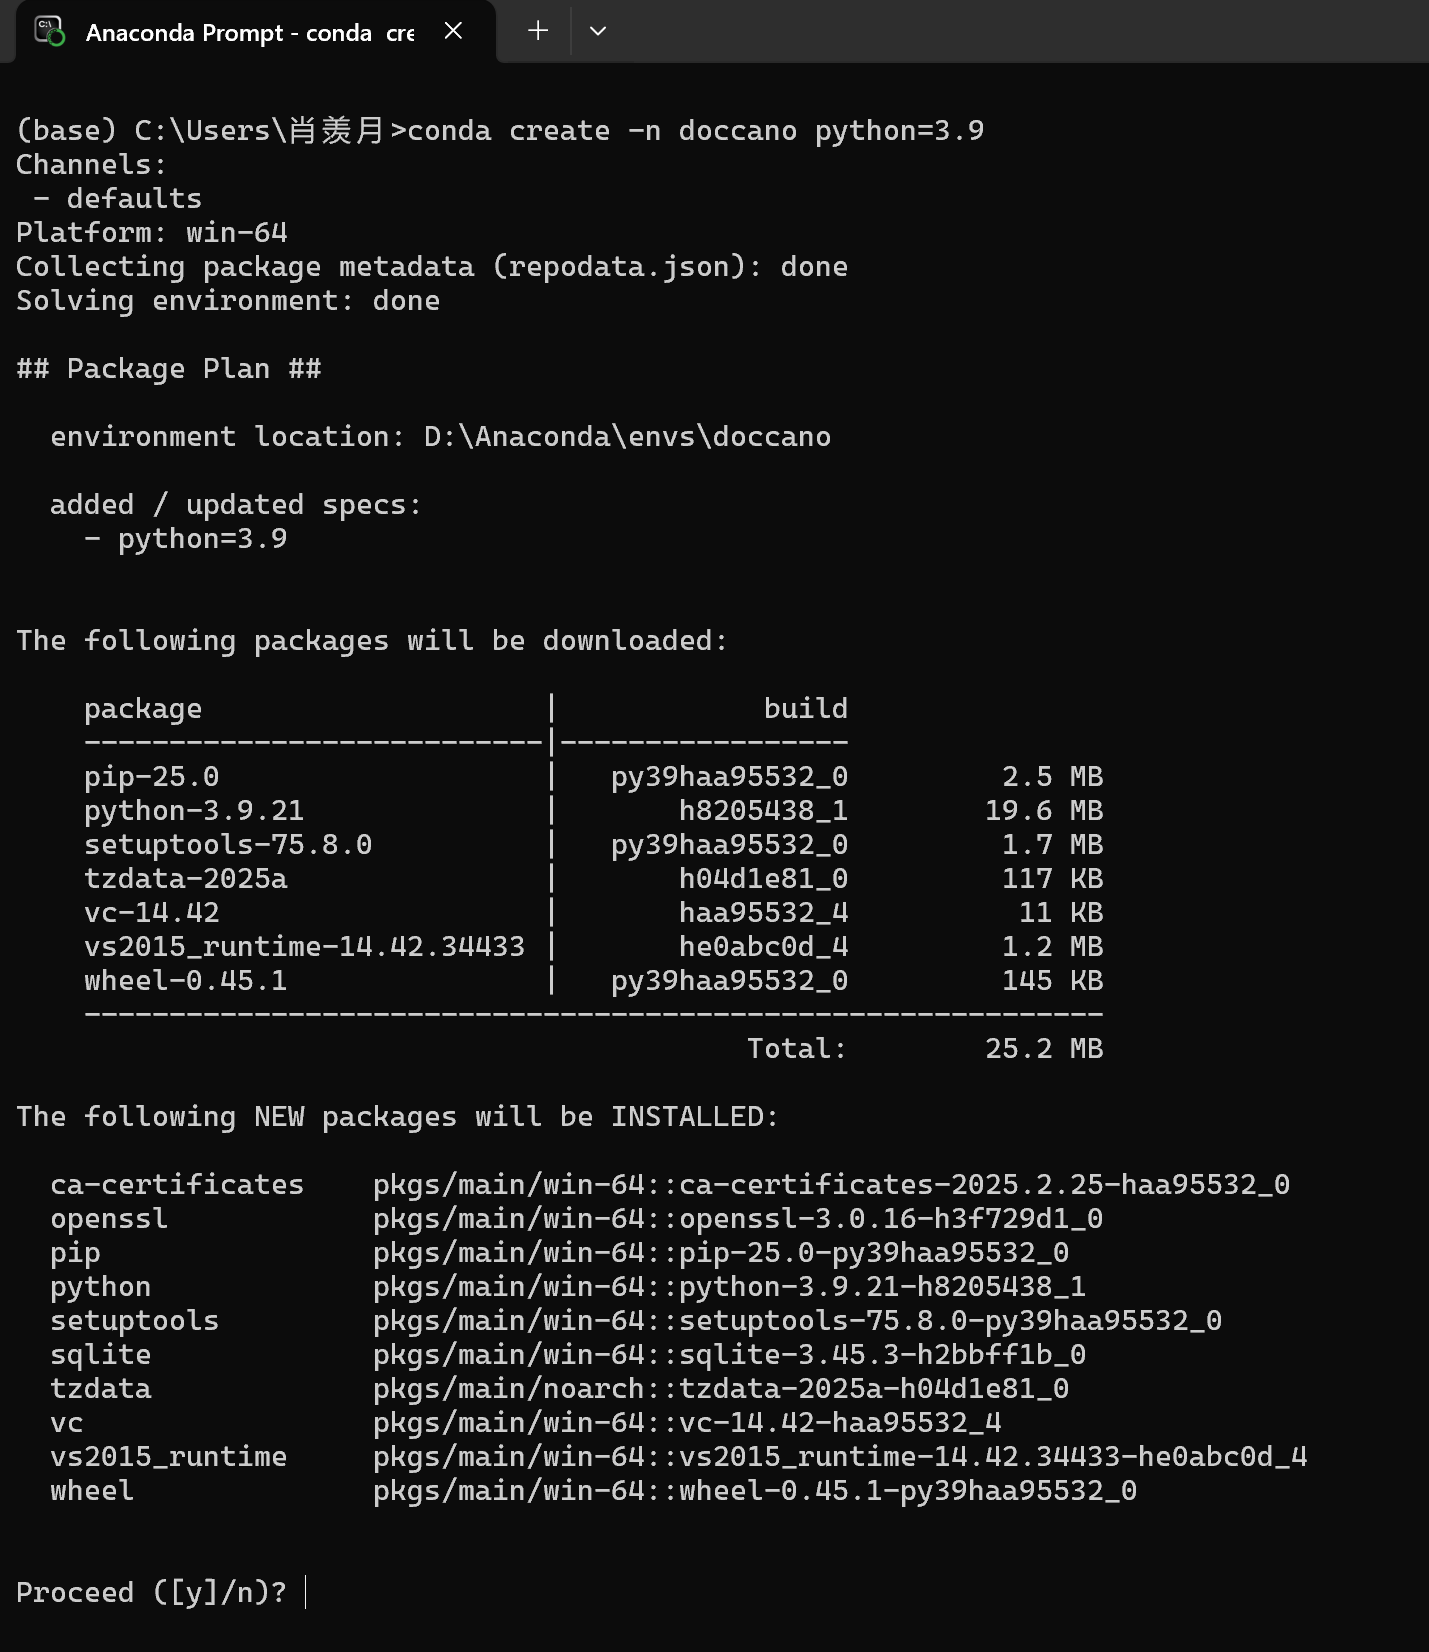 Anaconda Prompt - conda cre
(base) C:\Users\肖羡月>conda create -n doccano python=3.9
Channels:
 - defaults
Platform: win-64
Collecting package metadata (repodata.json): done
Solving environment: done
## Package Plan ##
  environment location: D:\Anaconda\envs\doccano
  added / updated specs:
    - python=3.9
The following packages will be downloaded:
    package                    |            build
    ---------------------------|-----------------
    pip-25.0                   |   py39haa95532_0         2.5 MB
    python-3.9.21              |       h8205438_1        19.6 MB
    setuptools-75.8.0          |   py39haa95532_0         1.7 MB
    tzdata-2025a               |       h04d1e81_0         117 KB
    vc-14.42                   |       haa95532_4          11 KB
    vs2015_runtime-14.42.34433 |       he0abc0d_4         1.2 MB
    wheel-0.45.1               |   py39haa95532_0         145 KB
    ------------------------------------------------------------
                                           Total:        25.2 MB
The following NEW packages will be INSTALLED:
  ca-certificates    pkgs/main/win-64::ca-certificates-2025.2.25-haa95532_0
  openssl            pkgs/main/win-64::openssl-3.0.16-h3f729d1_0
  pip                pkgs/main/win-64::pip-25.0-py39haa95532_0
  python             pkgs/main/win-64::python-3.9.21-h8205438_1
  setuptools         pkgs/main/win-64::setuptools-75.8.0-py39haa95532_0
  sqlite             pkgs/main/win-64::sqlite-3.45.3-h2bbff1b_0
  tzdata             pkgs/main/noarch::tzdata-2025a-h04d1e81_0
  vc                 pkgs/main/win-64::vc-14.42-haa95532_4
  vs2015_runtime     pkgs/main/win-64::vs2015_runtime-14.42.34433-he0abc0d_4
  wheel              pkgs/main/win-64::wheel-0.45.1-py39haa95532_0
Proceed ([y]/n)?